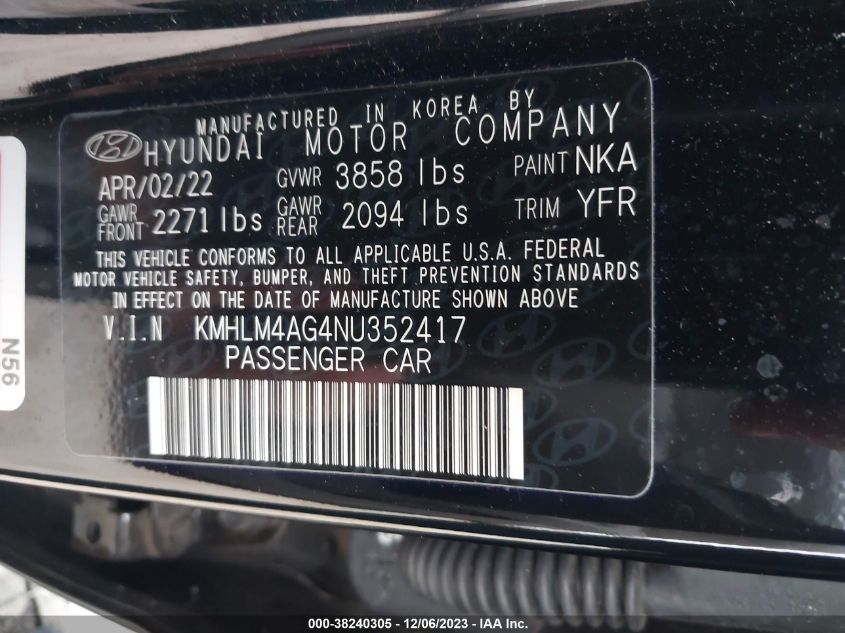 MANUFACTURED IN KOREA BY
HYUNDAI MOTOR COMPANY
APR/02/22 GVWR 3858 lbs PAINT NKA
GAWR FRONT 2271 lbs GAWR REAR 2094 lbs TRIM YFR
THIS VEHICLE CONFORMS TO ALL APPLICABLE U.S.A. FEDERAL
MOTOR VEHICLE SAFETY, BUMPER, AND THEFT PREVENTION STANDARDS
IN EFFECT ON THE DATE OF MANUFACTURE SHOWN ABOVE
V.I.N KMHLM4AG4NU352417
PASSENGER CAR
N56
000-38240305 - 12/06/2023 - IAA Inc.